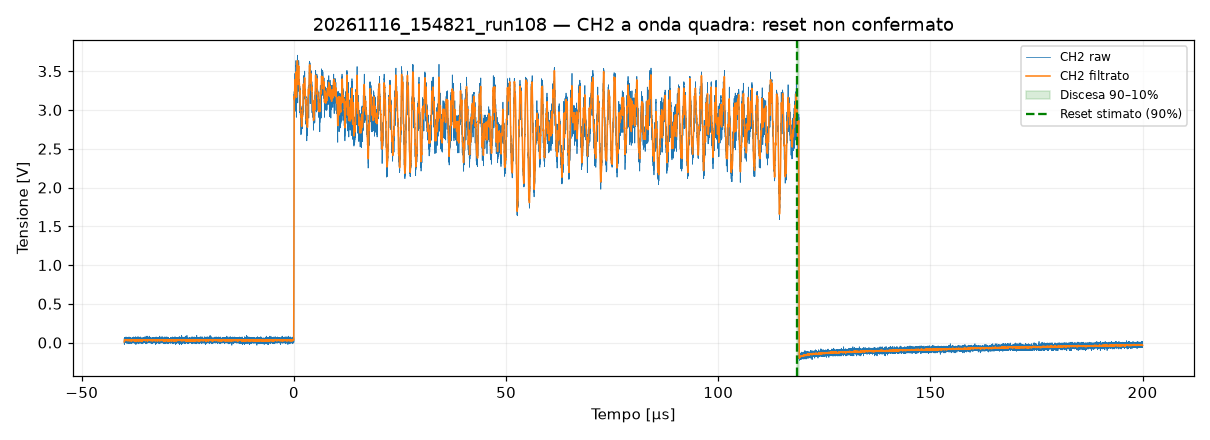 20261116_154821_run108 — CH2 a onda quadra: reset non confermato
CH2 raw
CH2 filtrato
Discesa 90–10%
Reset stimato (90%)
Tensione [V]
3.5
3.0
2.5
2.0
1.5
1.0
0.5
0.0
−50
0
50
100
150
200
Tempo [µs]